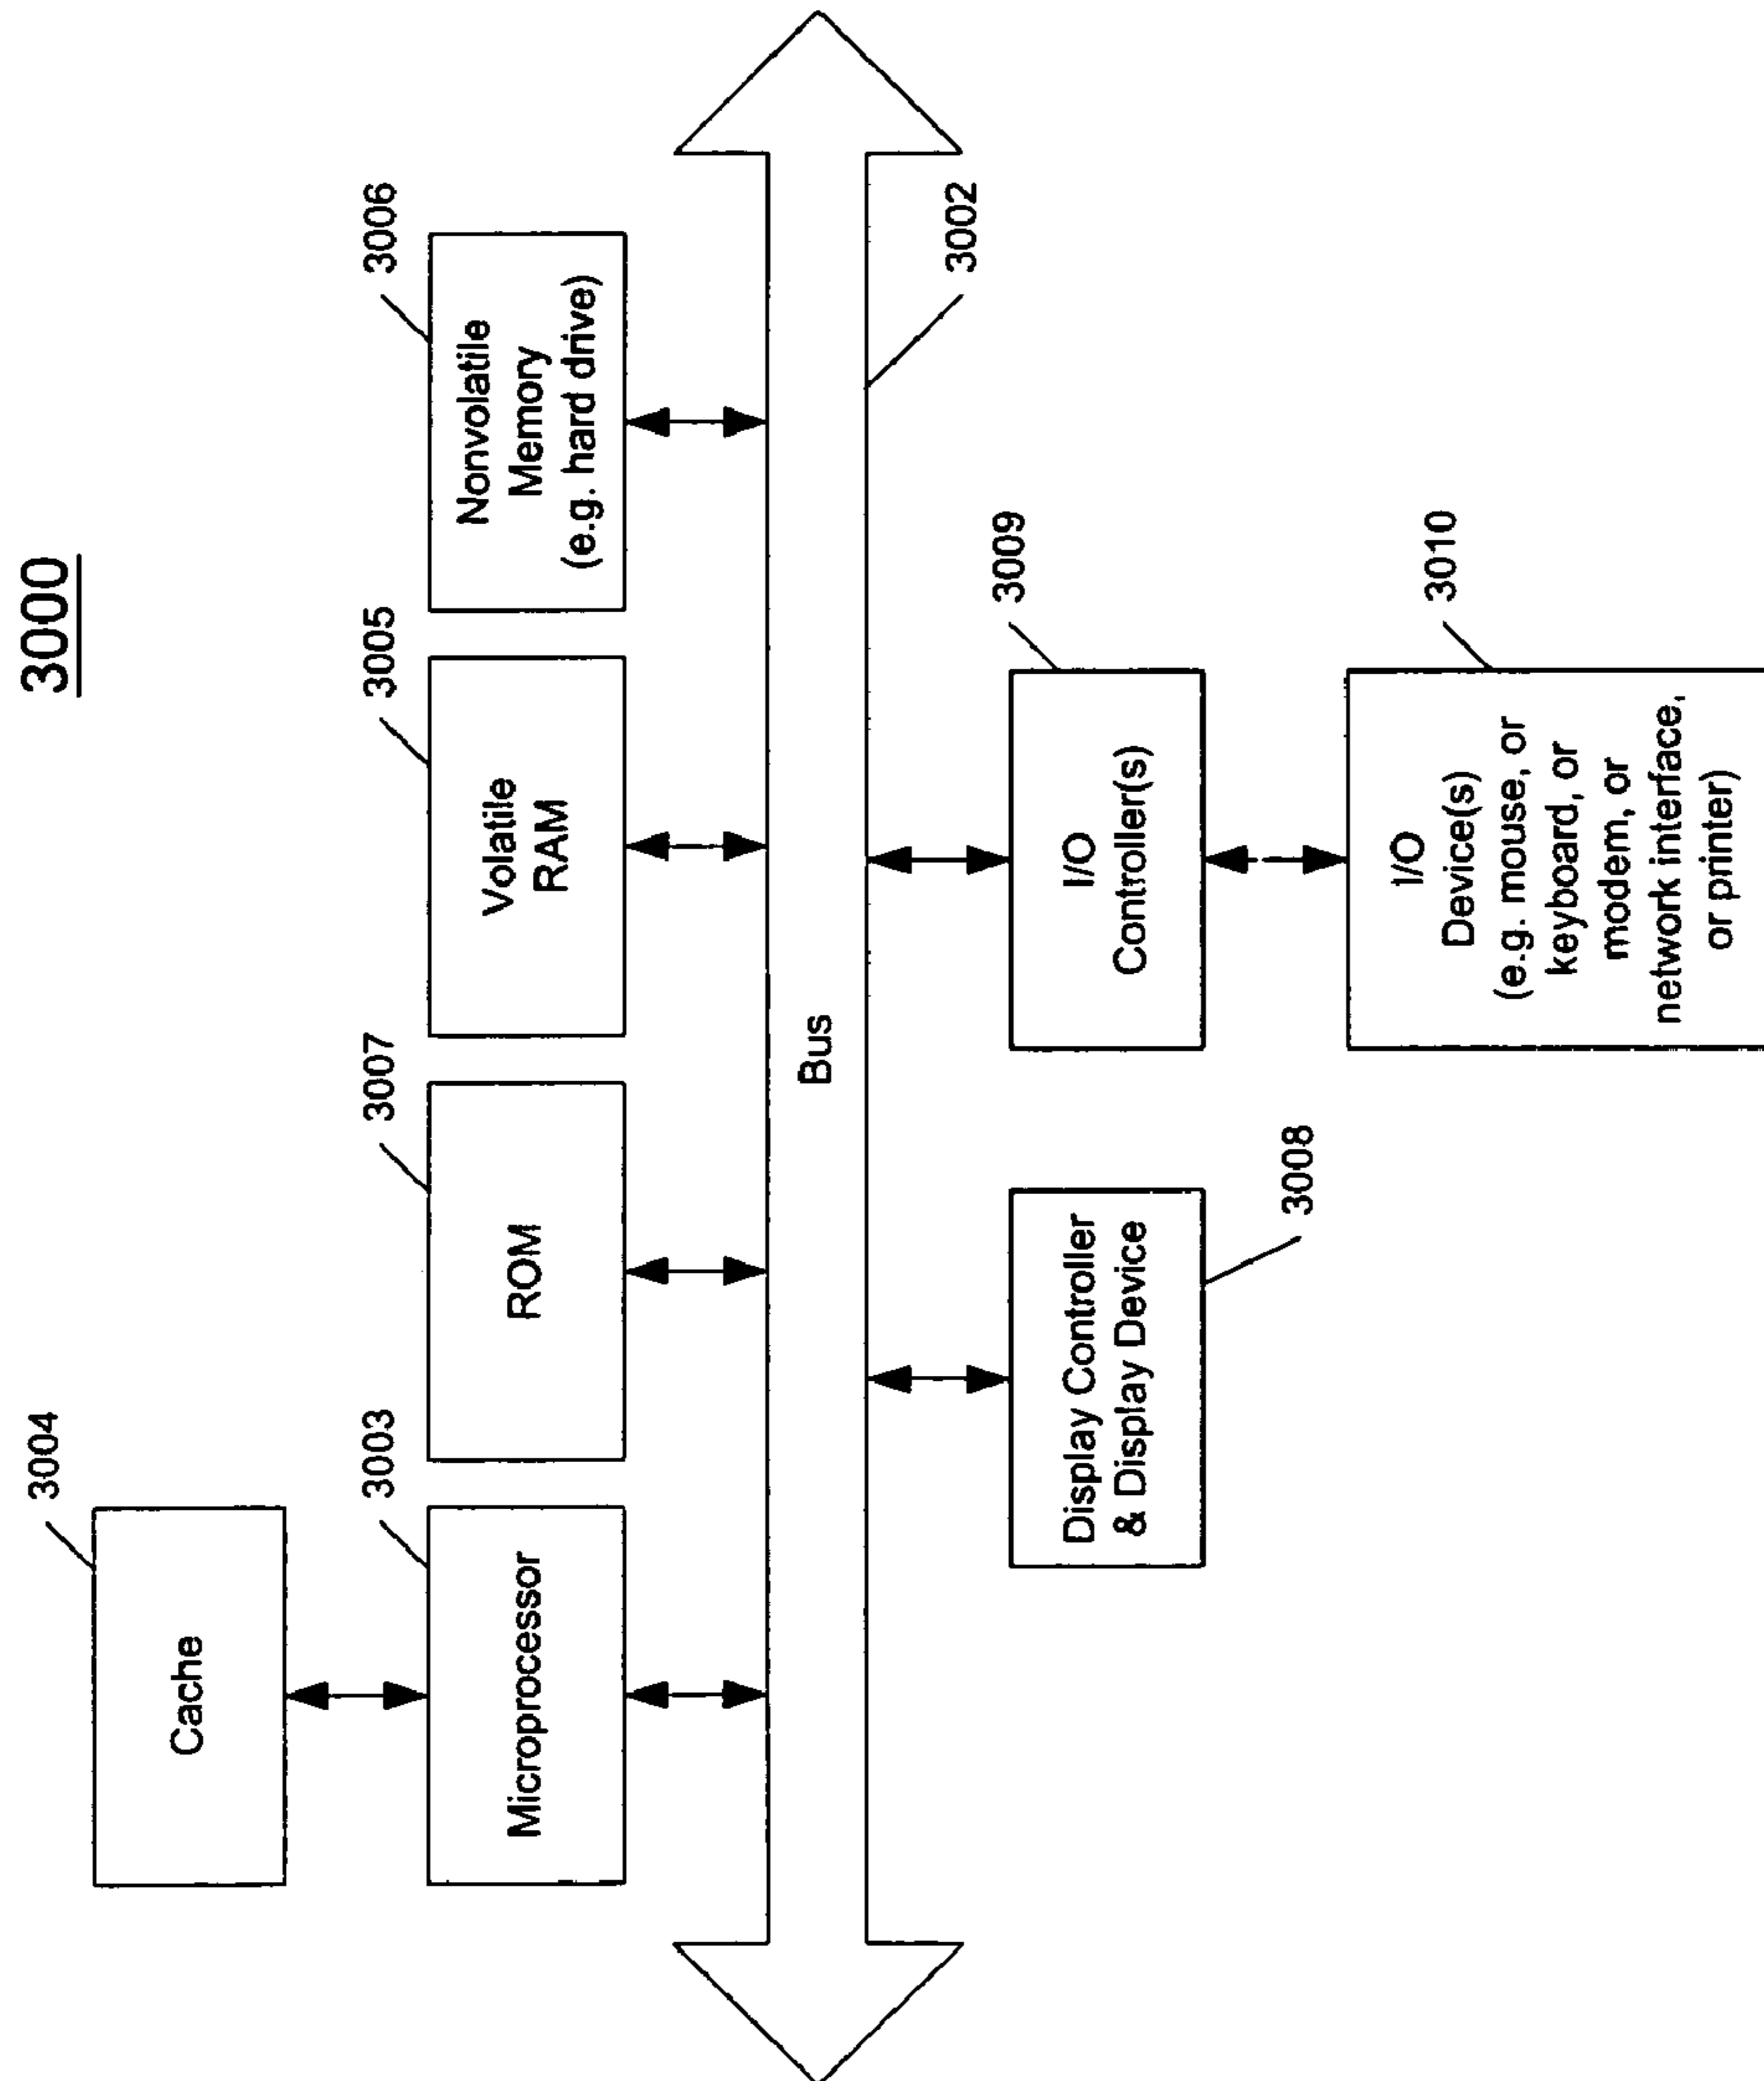 3000
3004
Cache
3003
Microprocessor
3007
ROM
3005
Volatile
RAM
3006
Nonvolatile
Memory
(e.g. hard drive)
Bus
3002
3008
Display Controller
& Display Device
3009
I/O
Controller(s)
3010
I/O
Device(s)
(e.g. mouse, or
keyboard, or
modem, or
network interface,
or printer)